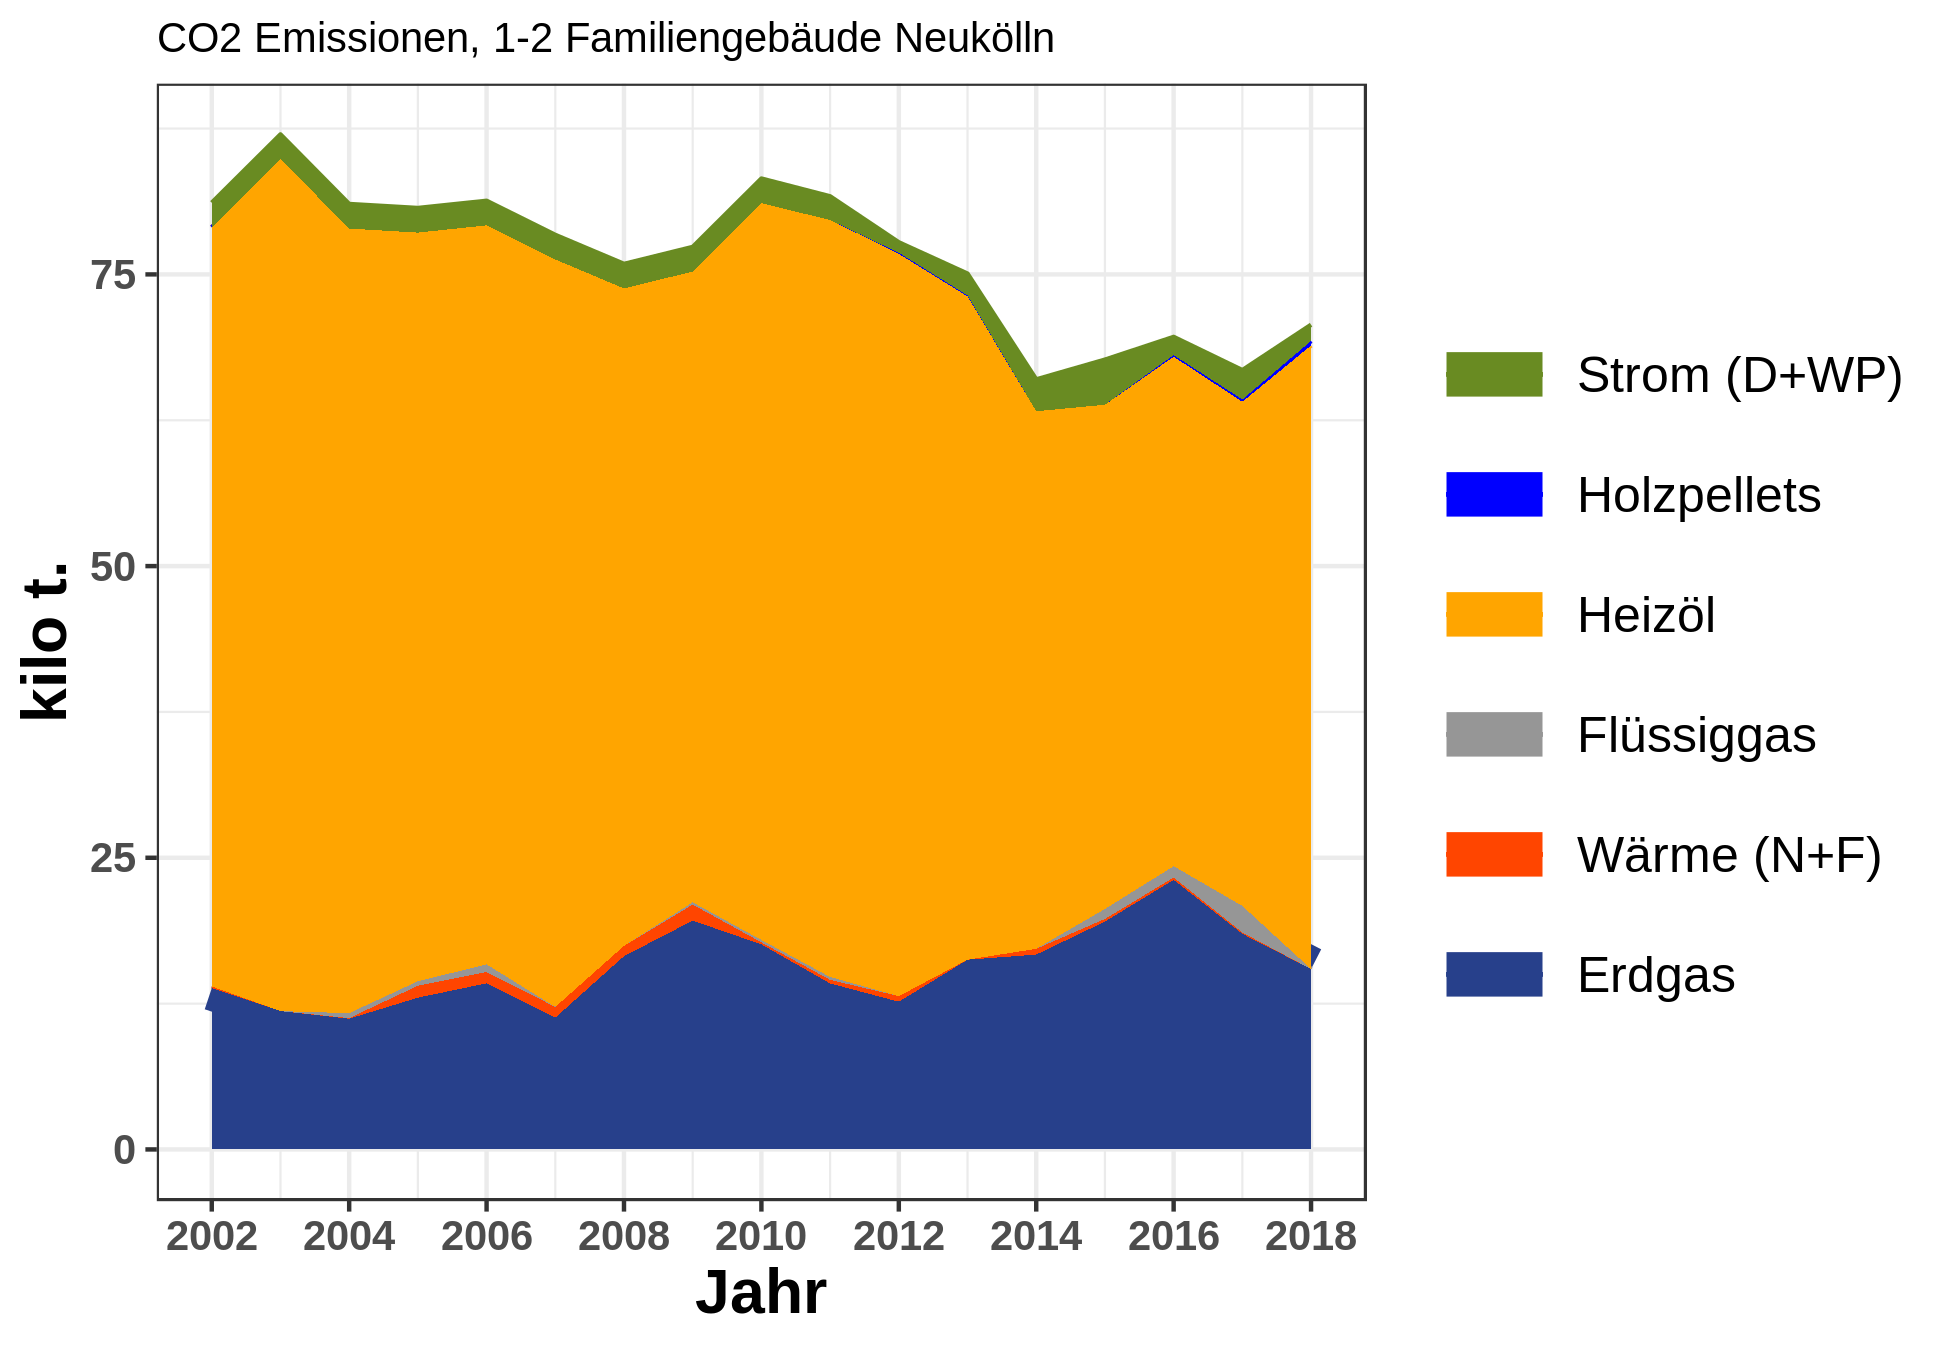 CO2 Emissionen, 1-2 Familiengebäude Neukölln
kilo t.
75
50
25
0
2002 2004 2006 2008 2010 2012 2014 2016 2018
Jahr
Strom (D+WP)
Holzpellets
Heizöl
Flüssiggas
Wärme (N+F)
Erdgas